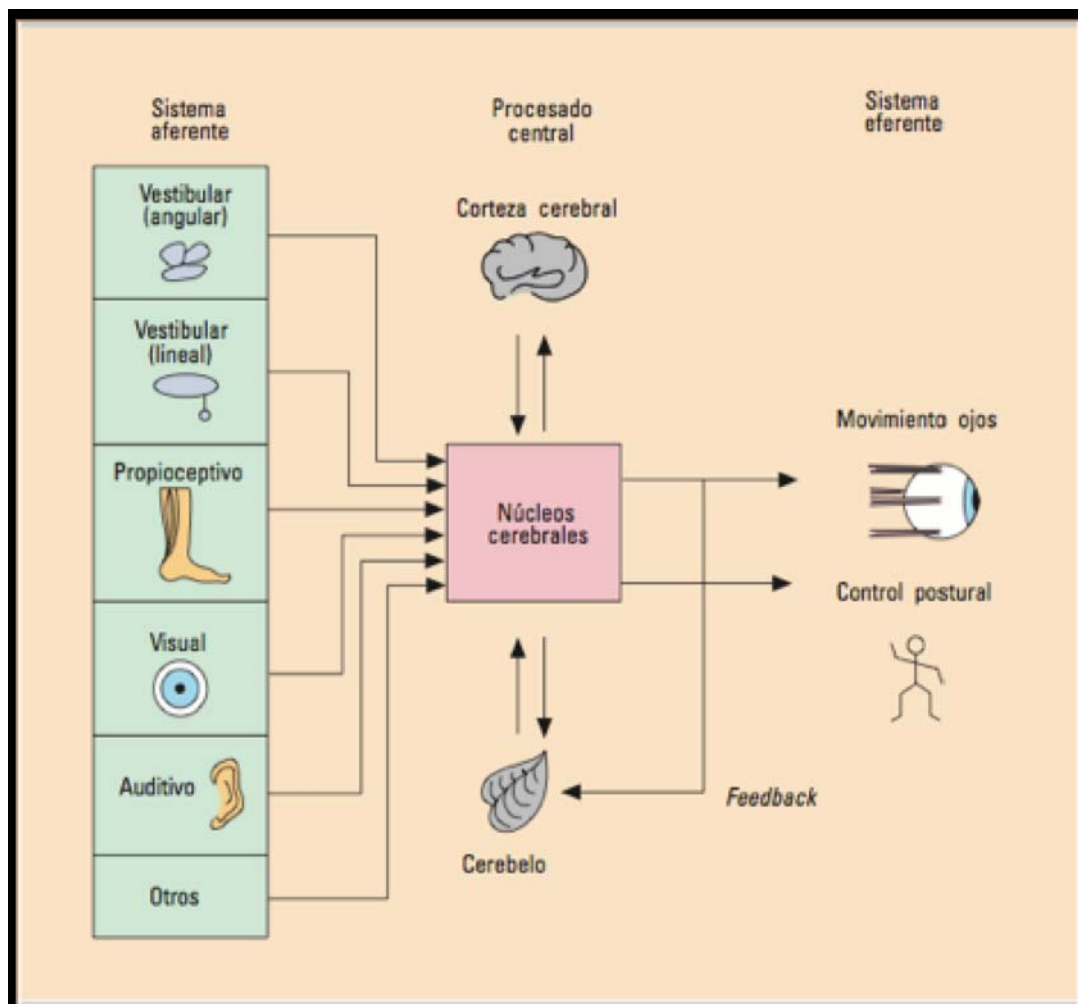 Sistema
aferente
Procesado
central
Sistema
eferente
Vestibular
(angular)
Vestibular
(lineal)
Propioceptivo
Visual
Auditivo
Otros
Corteza cerebral
Núcleos
cerebrales
Cerebelo
Movimiento ojos
Control postural
Feedback